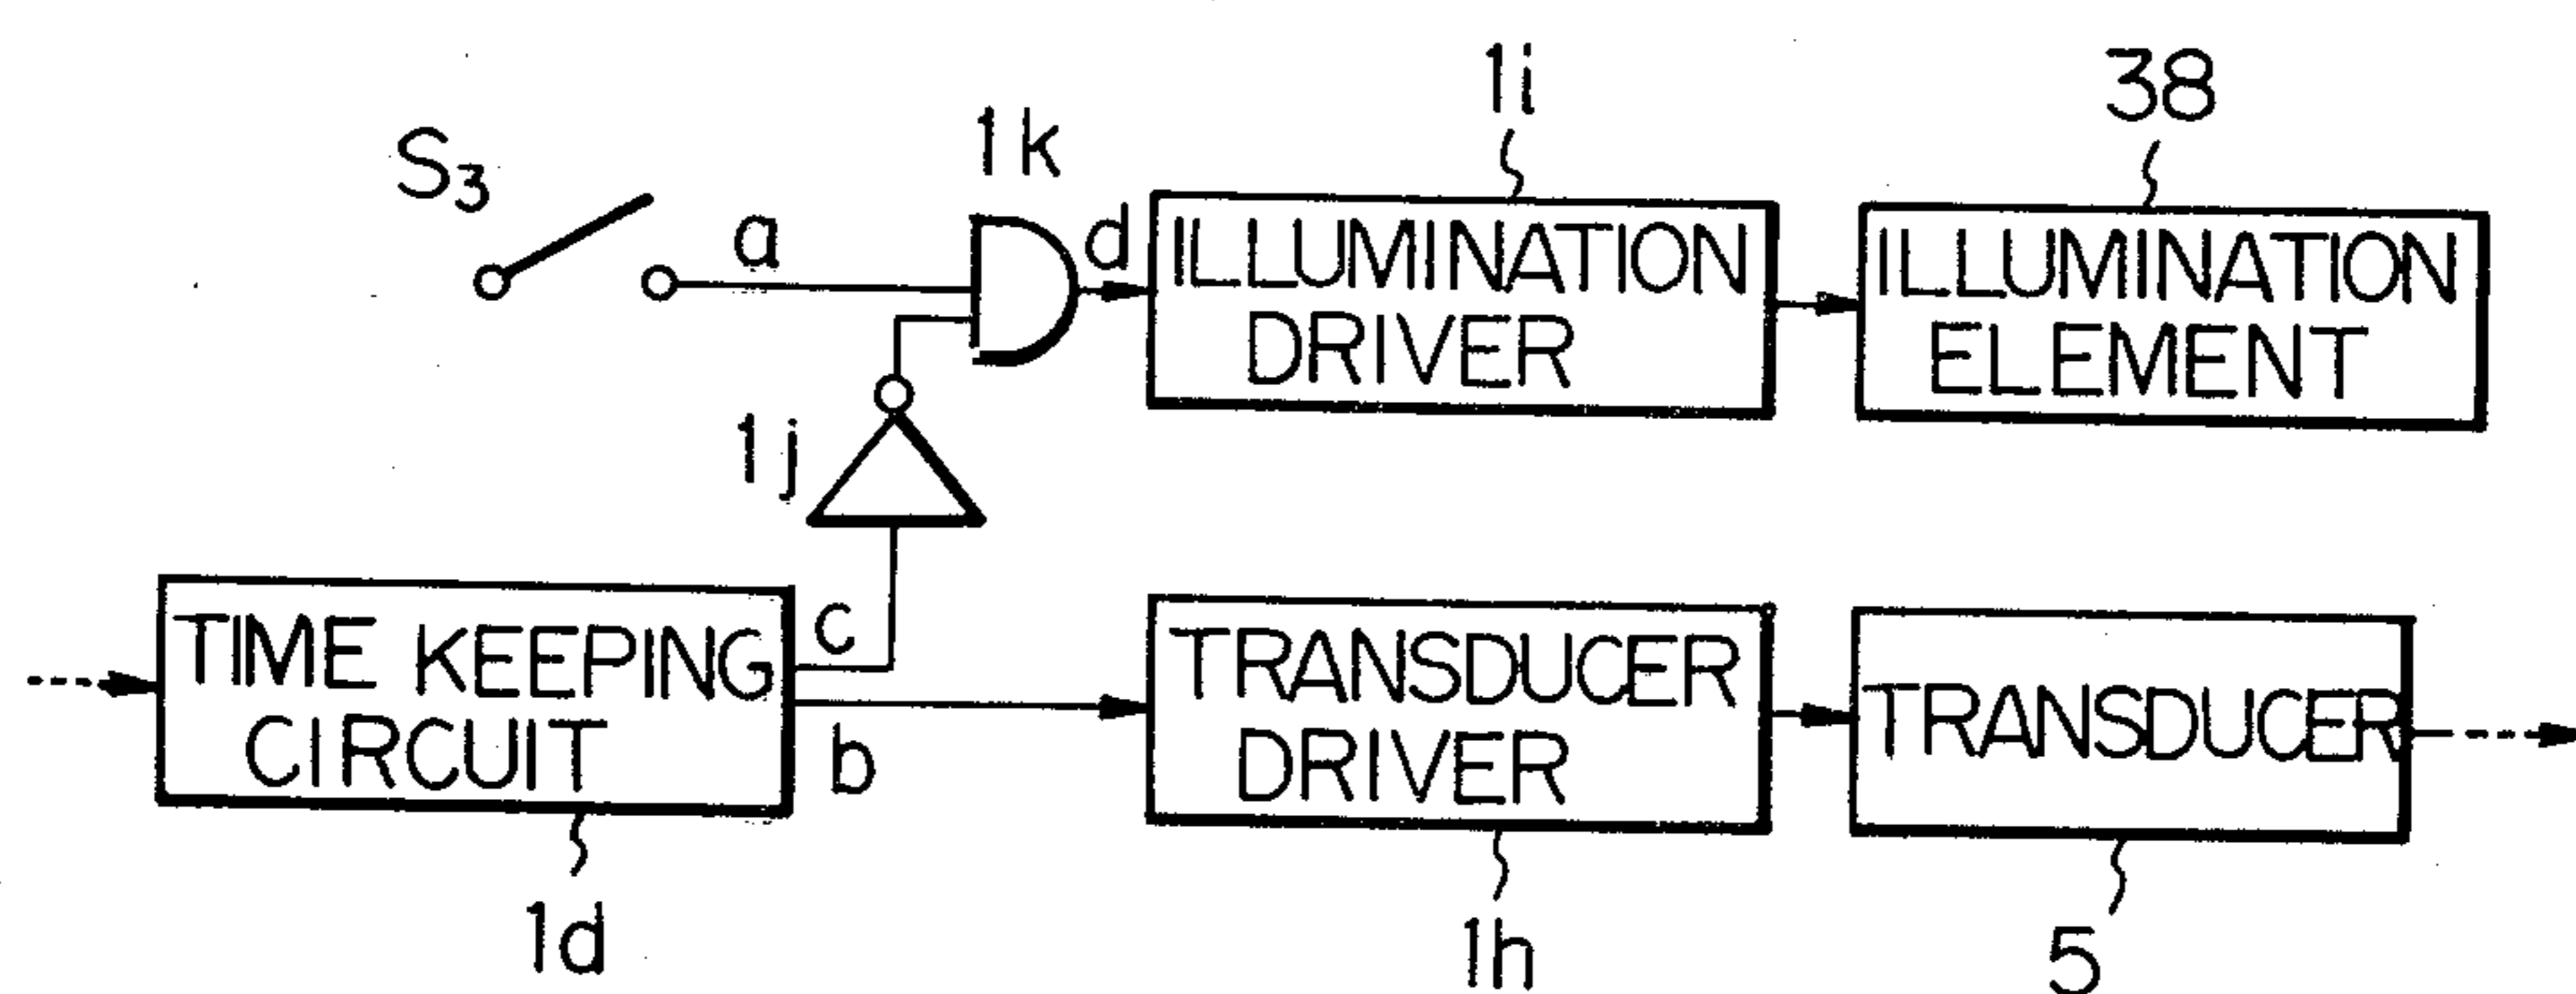 1i
38
1k
S3
a
d
ILLUMINATION
DRIVER
ILLUMINATION
ELEMENT
1j
c
TIME KEEPING
CIRCUIT
b
TRANSDUCER
DRIVER
TRANSDUCER
1d
1h
5